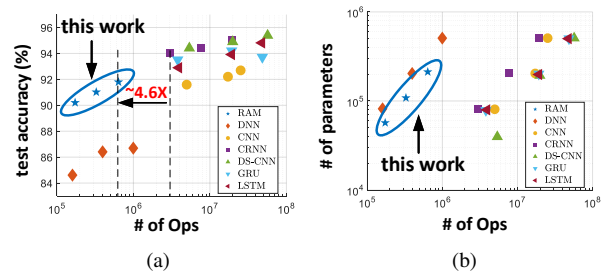 this work
~4.6X
test accuracy (%)
94
92
90
88
86
84
RAM
DNN
CNN
CRNN
DS-CNN
GRU
LSTM
10^5
10^6
10^7
10^8
# of Ops
(a)
# of parameters
10^6
10^5
10^4
this work
RAM
DNN
CNN
CRNN
DS-CNN
GRU
LSTM
10^5
10^6
10^7
10^8
# of Ops
(b)